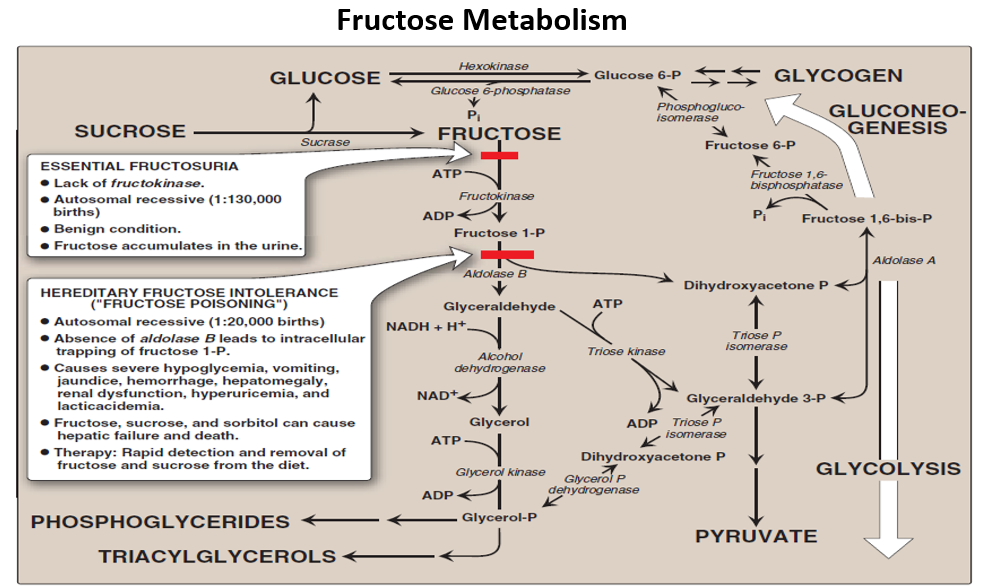 Fructose Metabolism
GLUCOSE
Hexokinase
Glucose 6-phosphatase
Pi
Glucose 6-P
GLYCOGEN
GLUCONEO-
GENESIS
Phosphogluco-
isomerase
Fructose 6-P
SUCROSE
Sucrase
FRUCTOSE
ESSENTIAL FRUCTOSURIA
● Lack of fructokinase.
● Autosomal recessive (1:130,000
births)
● Benign condition.
● Fructose accumulates in the urine.
ATP
Fructokinase
ADP
Fructose 1-P
Fructose 1,6-
bisphosphatase
Pi
Fructose 1,6-bis-P
Aldolase A
Aldolase B
Dihydroxyacetone P
HEREDITARY FRUCTOSE INTOLERANCE
("FRUCTOSE POISONING")
● Autosomal recessive (1:20,000 births)
● Absence of aldolase B leads to intracellular
trapping of fructose 1-P.
● Causes severe hypoglycemia, vomiting,
jaundice, hemorrhage, hepatomegaly,
renal dysfunction, hyperuricemia, and
lacticacidemia.
● Fructose, sucrose, and sorbitol can cause
hepatic failure and death.
● Therapy: Rapid detection and removal of
fructose and sucrose from the diet.
Glyceraldehyde
ATP
NADH + H+
Triose kinase
Triose P
isomerase
Alcohol
dehydrogenase
NAD+
Glyceraldehyde 3-P
ADP
Triose P
isomerase
Glycerol
ATP
Dihydroxyacetone P
GLYCOLYSIS
Glycerol kinase
Glycerol P
dehydrogenase
ADP
Glycerol-P
PHOSPHOGLYCERIDES
PYRUVATE
TRIACYLGLYCEROLS